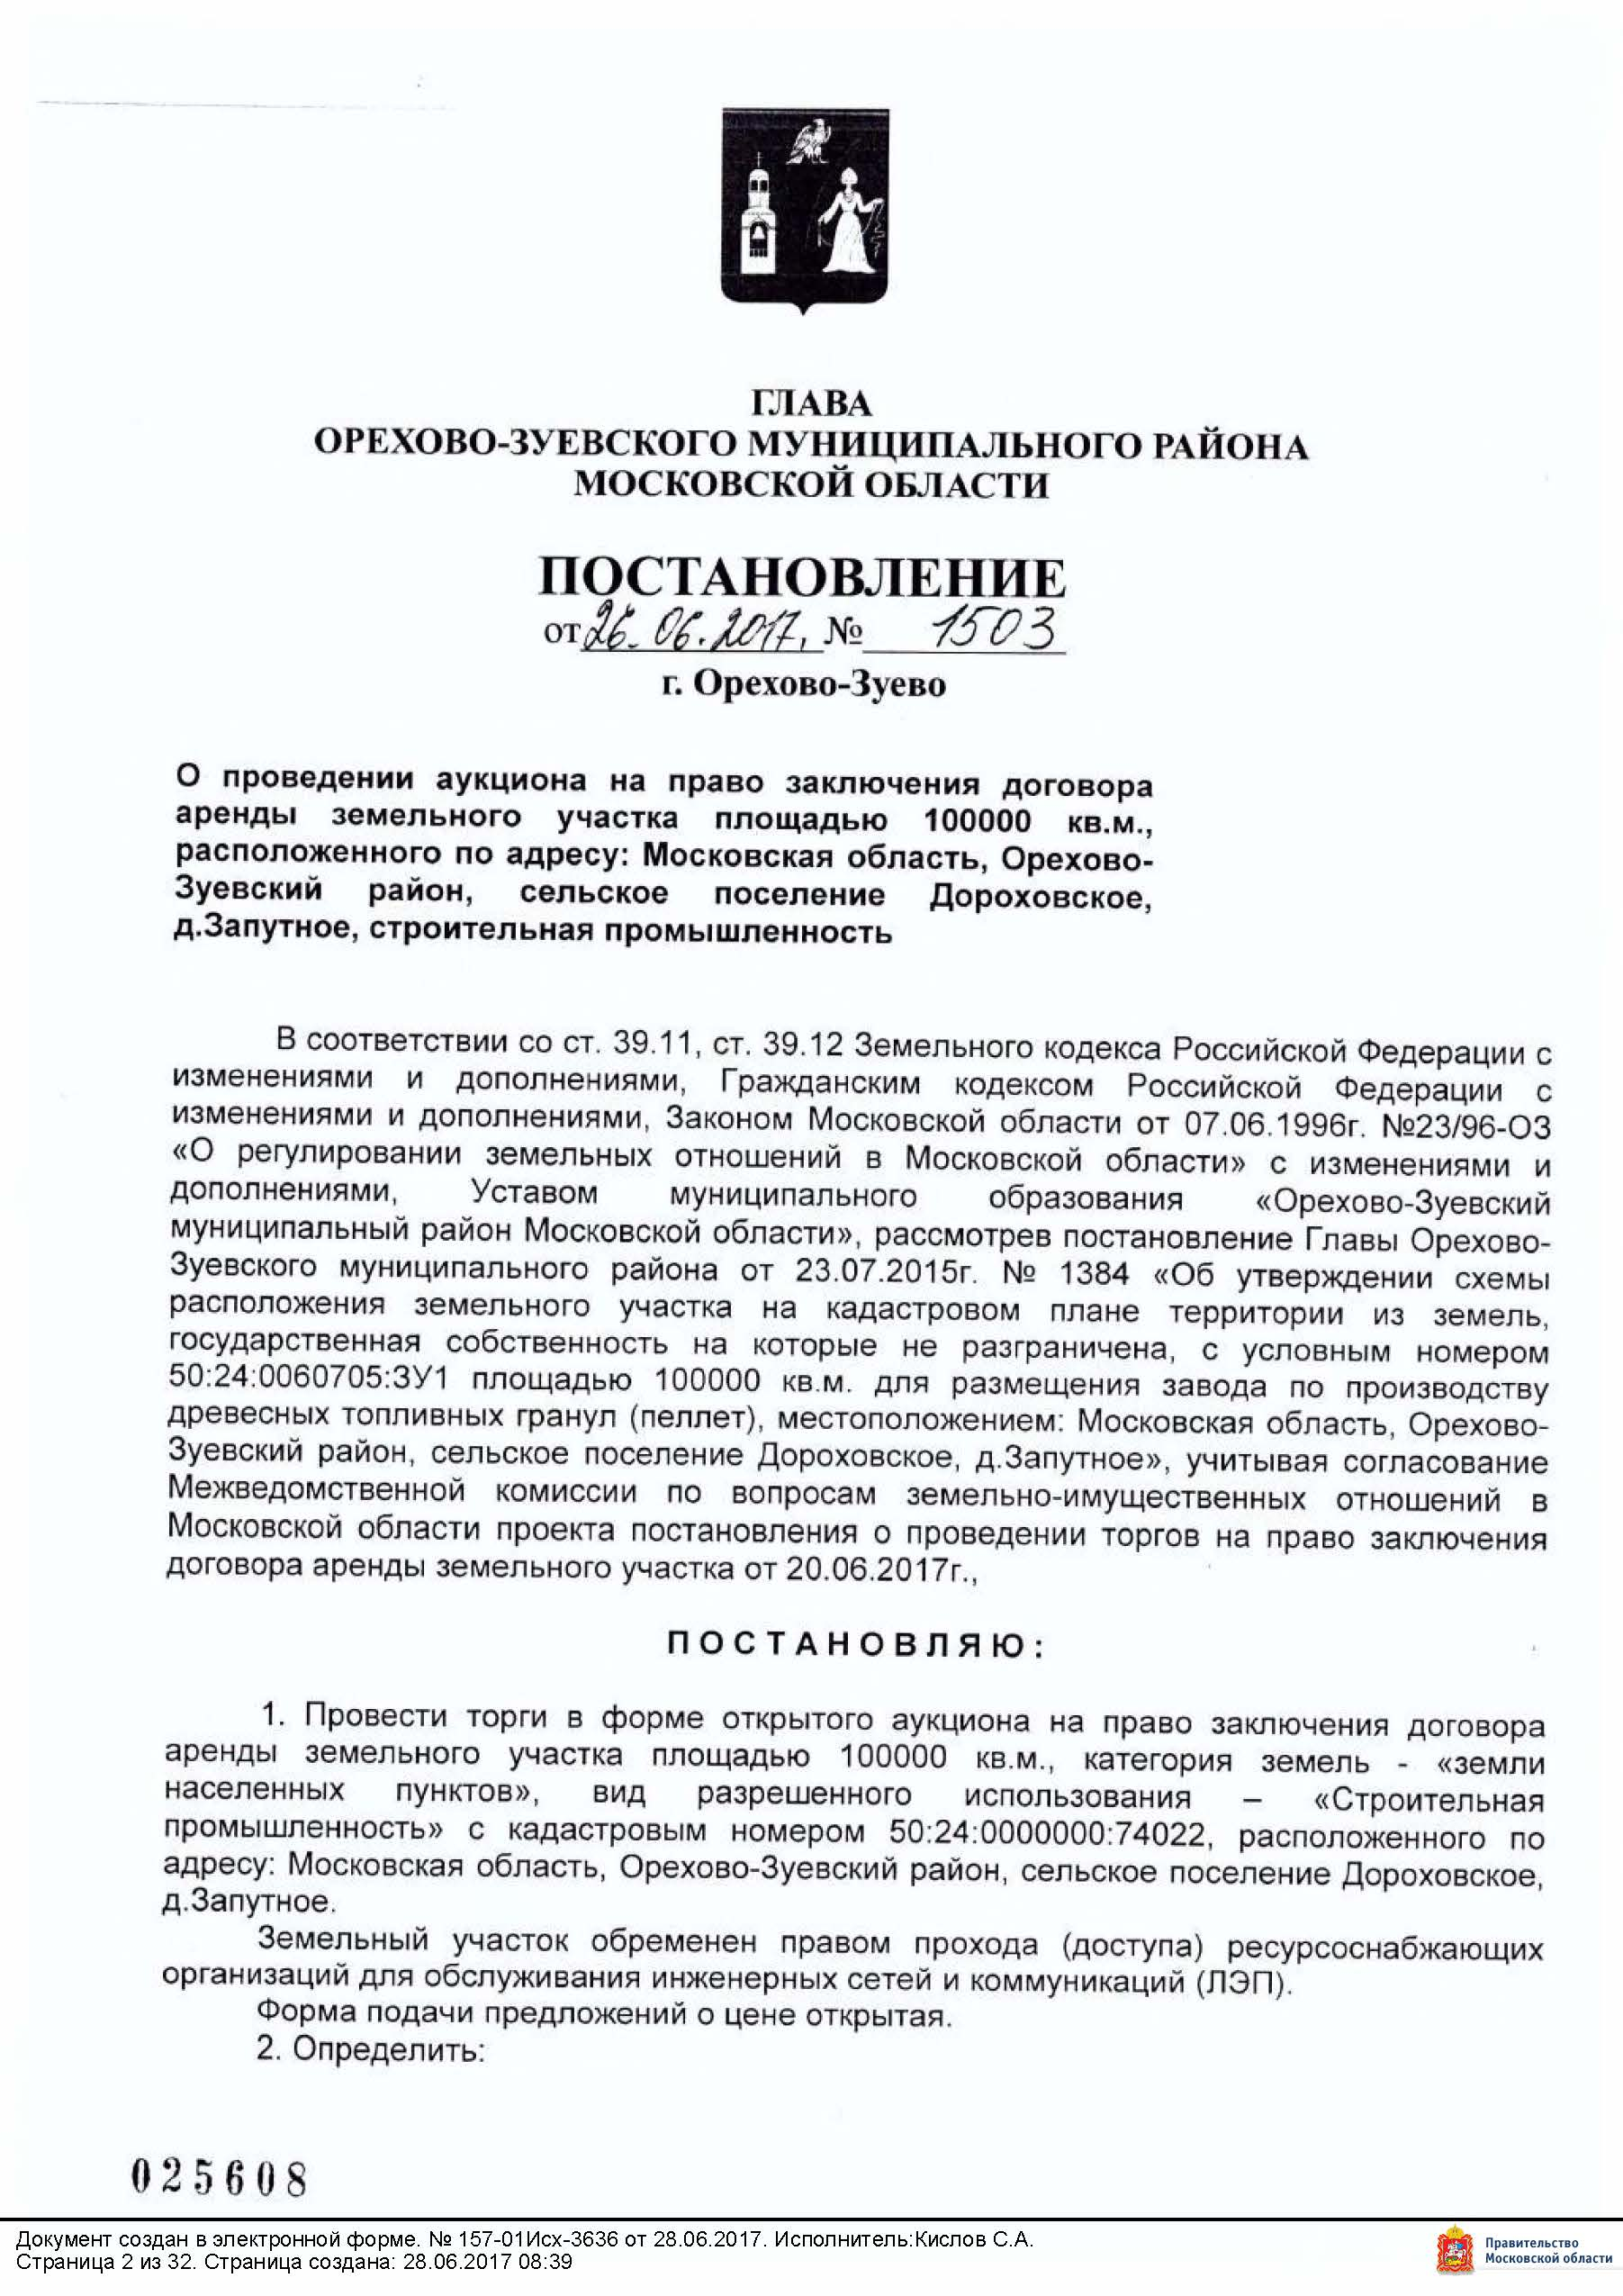 ГЛАВА
ОРЕХОВО-ЗУЕВСКОГО МУНИЦИПАЛЬНОГО РАЙОНА
МОСКОВСКОЙ ОБЛАСТИ
ПОСТАНОВЛЕНИЕ
от 26.06.2017, № 1503
г. Орехово-Зуево
О проведении аукциона на право заключения договора
аренды земельного участка площадью 100000 кв.м.,
расположенного по адресу: Московская область, Орехово-
Зуевский район, сельское поселение Дороховское,
д.Запутное, строительная промышленность
В соответствии со ст. 39.11, ст. 39.12 Земельного кодекса Российской Федерации с
изменениями и дополнениями, Гражданским кодексом Российской Федерации с
изменениями и дополнениями, Законом Московской области от 07.06.1996г. №23/96-ОЗ
«О регулировании земельных отношений в Московской области» с изменениями и
дополнениями, Уставом муниципального образования «Орехово-Зуевский
муниципальный район Московской области», рассмотрев постановление Главы Орехово-
Зуевского муниципального района от 23.07.2015г. № 1384 «Об утверждении схемы
расположения земельного участка на кадастровом плане территории из земель,
государственная собственность на которые не разграничена, с условным номером
50:24:0060705:ЗУ1 площадью 100000 кв.м. для размещения завода по производству
древесных топливных гранул (пеллет), местоположением: Московская область, Орехово-
Зуевский район, сельское поселение Дороховское, д.Запутное», учитывая согласование
Межведомственной комиссии по вопросам земельно-имущественных отношений в
Московской области проекта постановления о проведении торгов на право заключения
договора аренды земельного участка от 20.06.2017г.,
ПОСТАНОВЛЯЮ:
1. Провести торги в форме открытого аукциона на право заключения договора
аренды земельного участка площадью 100000 кв.м., категория земель - «земли
населенных пунктов», вид разрешенного использования – «Строительная
промышленность» с кадастровым номером 50:24:0000000:74022, расположенного по
адресу: Московская область, Орехово-Зуевский район, сельское поселение Дороховское,
д.Запутное.
Земельный участок обременен правом прохода (доступа) ресурсоснабжающих
организаций для обслуживания инженерных сетей и коммуникаций (ЛЭП).
Форма подачи предложений о цене открытая.
2. Определить:
025608
Документ создан в электронной форме. № 157-01Исх-3636 от 28.06.2017. Исполнитель:Кислов С.А.
Страница 2 из 32. Страница создана: 28.06.2017 08:39
Правительство
Московской области